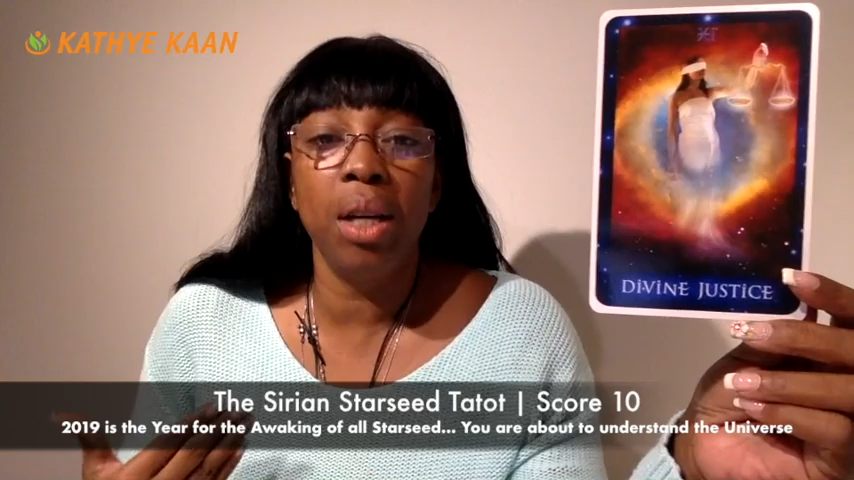 KATHYE KAAN
DIVINE JUSTICE
The Sirian Starseed Tatot | Score 10
2019 is the Year for the Awaking of all Starseed... You are about to understand the Universe